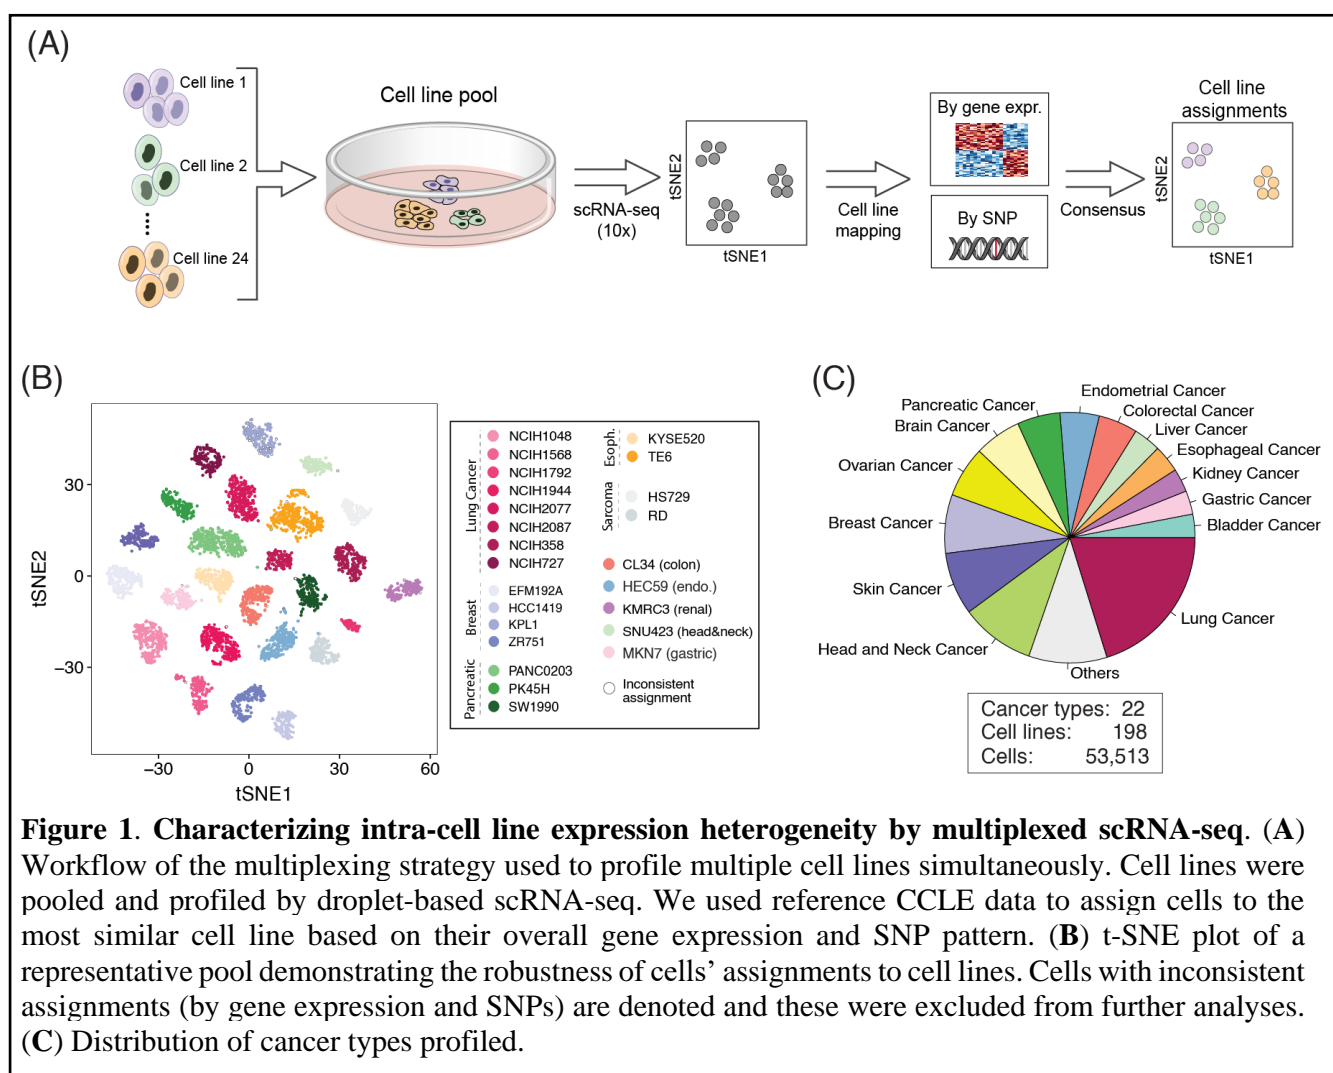 (A)
Cell line 1
Cell line 2
Cell line 24
Cell line pool
scRNA-seq
(10x)
tSNE2
tSNE1
Cell line
mapping
By gene expr.
By SNP
Consensus
Cell line
assignments
tSNE2
tSNE1
(B)
tSNE2
30
0
−30
−30
0
30
60
tSNE1
Lung Cancer
NCIH1048
NCIH1568
NCIH1792
NCIH1944
NCIH2077
NCIH2087
NCIH358
NCIH727
Breast
EFM192A
HCC1419
KPL1
ZR751
Pancreatic
PANC0203
PK45H
SW1990
Esoph.
KYSE520
TE6
Sarcoma
HS729
RD
CL34 (colon)
HEC59 (endo.)
KMRC3 (renal)
SNU423 (head&neck)
MKN7 (gastric)
Inconsistent
assignment
(C)
Endometrial Cancer
Colorectal Cancer
Liver Cancer
Esophageal Cancer
Kidney Cancer
Gastric Cancer
Bladder Cancer
Lung Cancer
Others
Head and Neck Cancer
Skin Cancer
Breast Cancer
Ovarian Cancer
Brain Cancer
Pancreatic Cancer
Cancer types: 22
Cell lines: 198
Cells: 53,513
Figure 1. Characterizing intra-cell line expression heterogeneity by multiplexed scRNA-seq. (A)
Workflow of the multiplexing strategy used to profile multiple cell lines simultaneously. Cell lines were
pooled and profiled by droplet-based scRNA-seq. We used reference CCLE data to assign cells to the
most similar cell line based on their overall gene expression and SNP pattern. (B) t-SNE plot of a
representative pool demonstrating the robustness of cells’ assignments to cell lines. Cells with inconsistent
assignments (by gene expression and SNPs) are denoted and these were excluded from further analyses.
(C) Distribution of cancer types profiled.